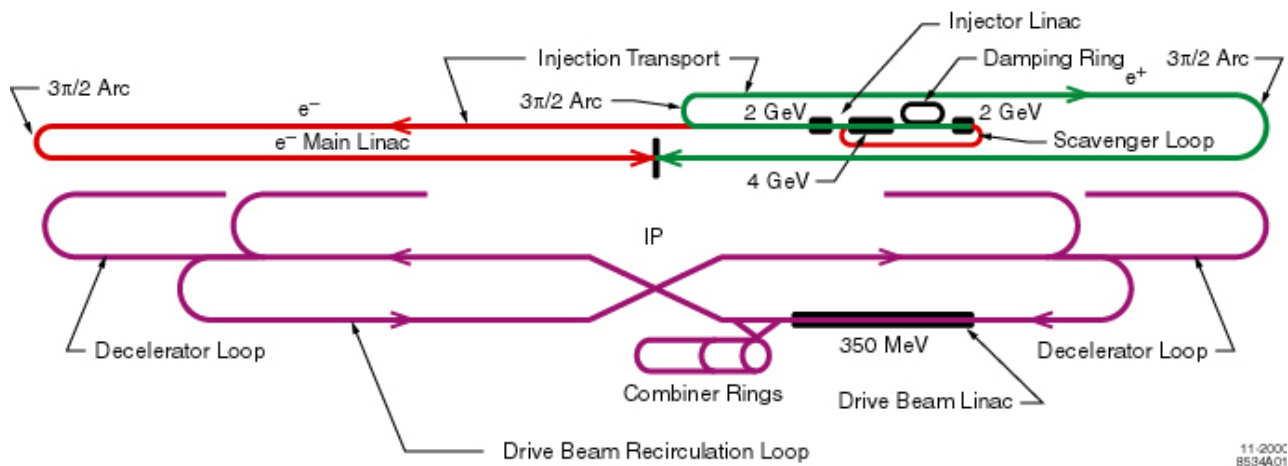 Injector Linac
Injection Transport
Damping Ring
3π/2 Arc
e⁺
3π/2 Arc
3π/2 Arc
e⁻
2 GeV
2 GeV
e⁻ Main Linac
Scavenger Loop
4 GeV
IP
Decelerator Loop
350 MeV
Decelerator Loop
Combiner Rings
Drive Beam Linac
Drive Beam Recirculation Loop
11-2000
8534A01